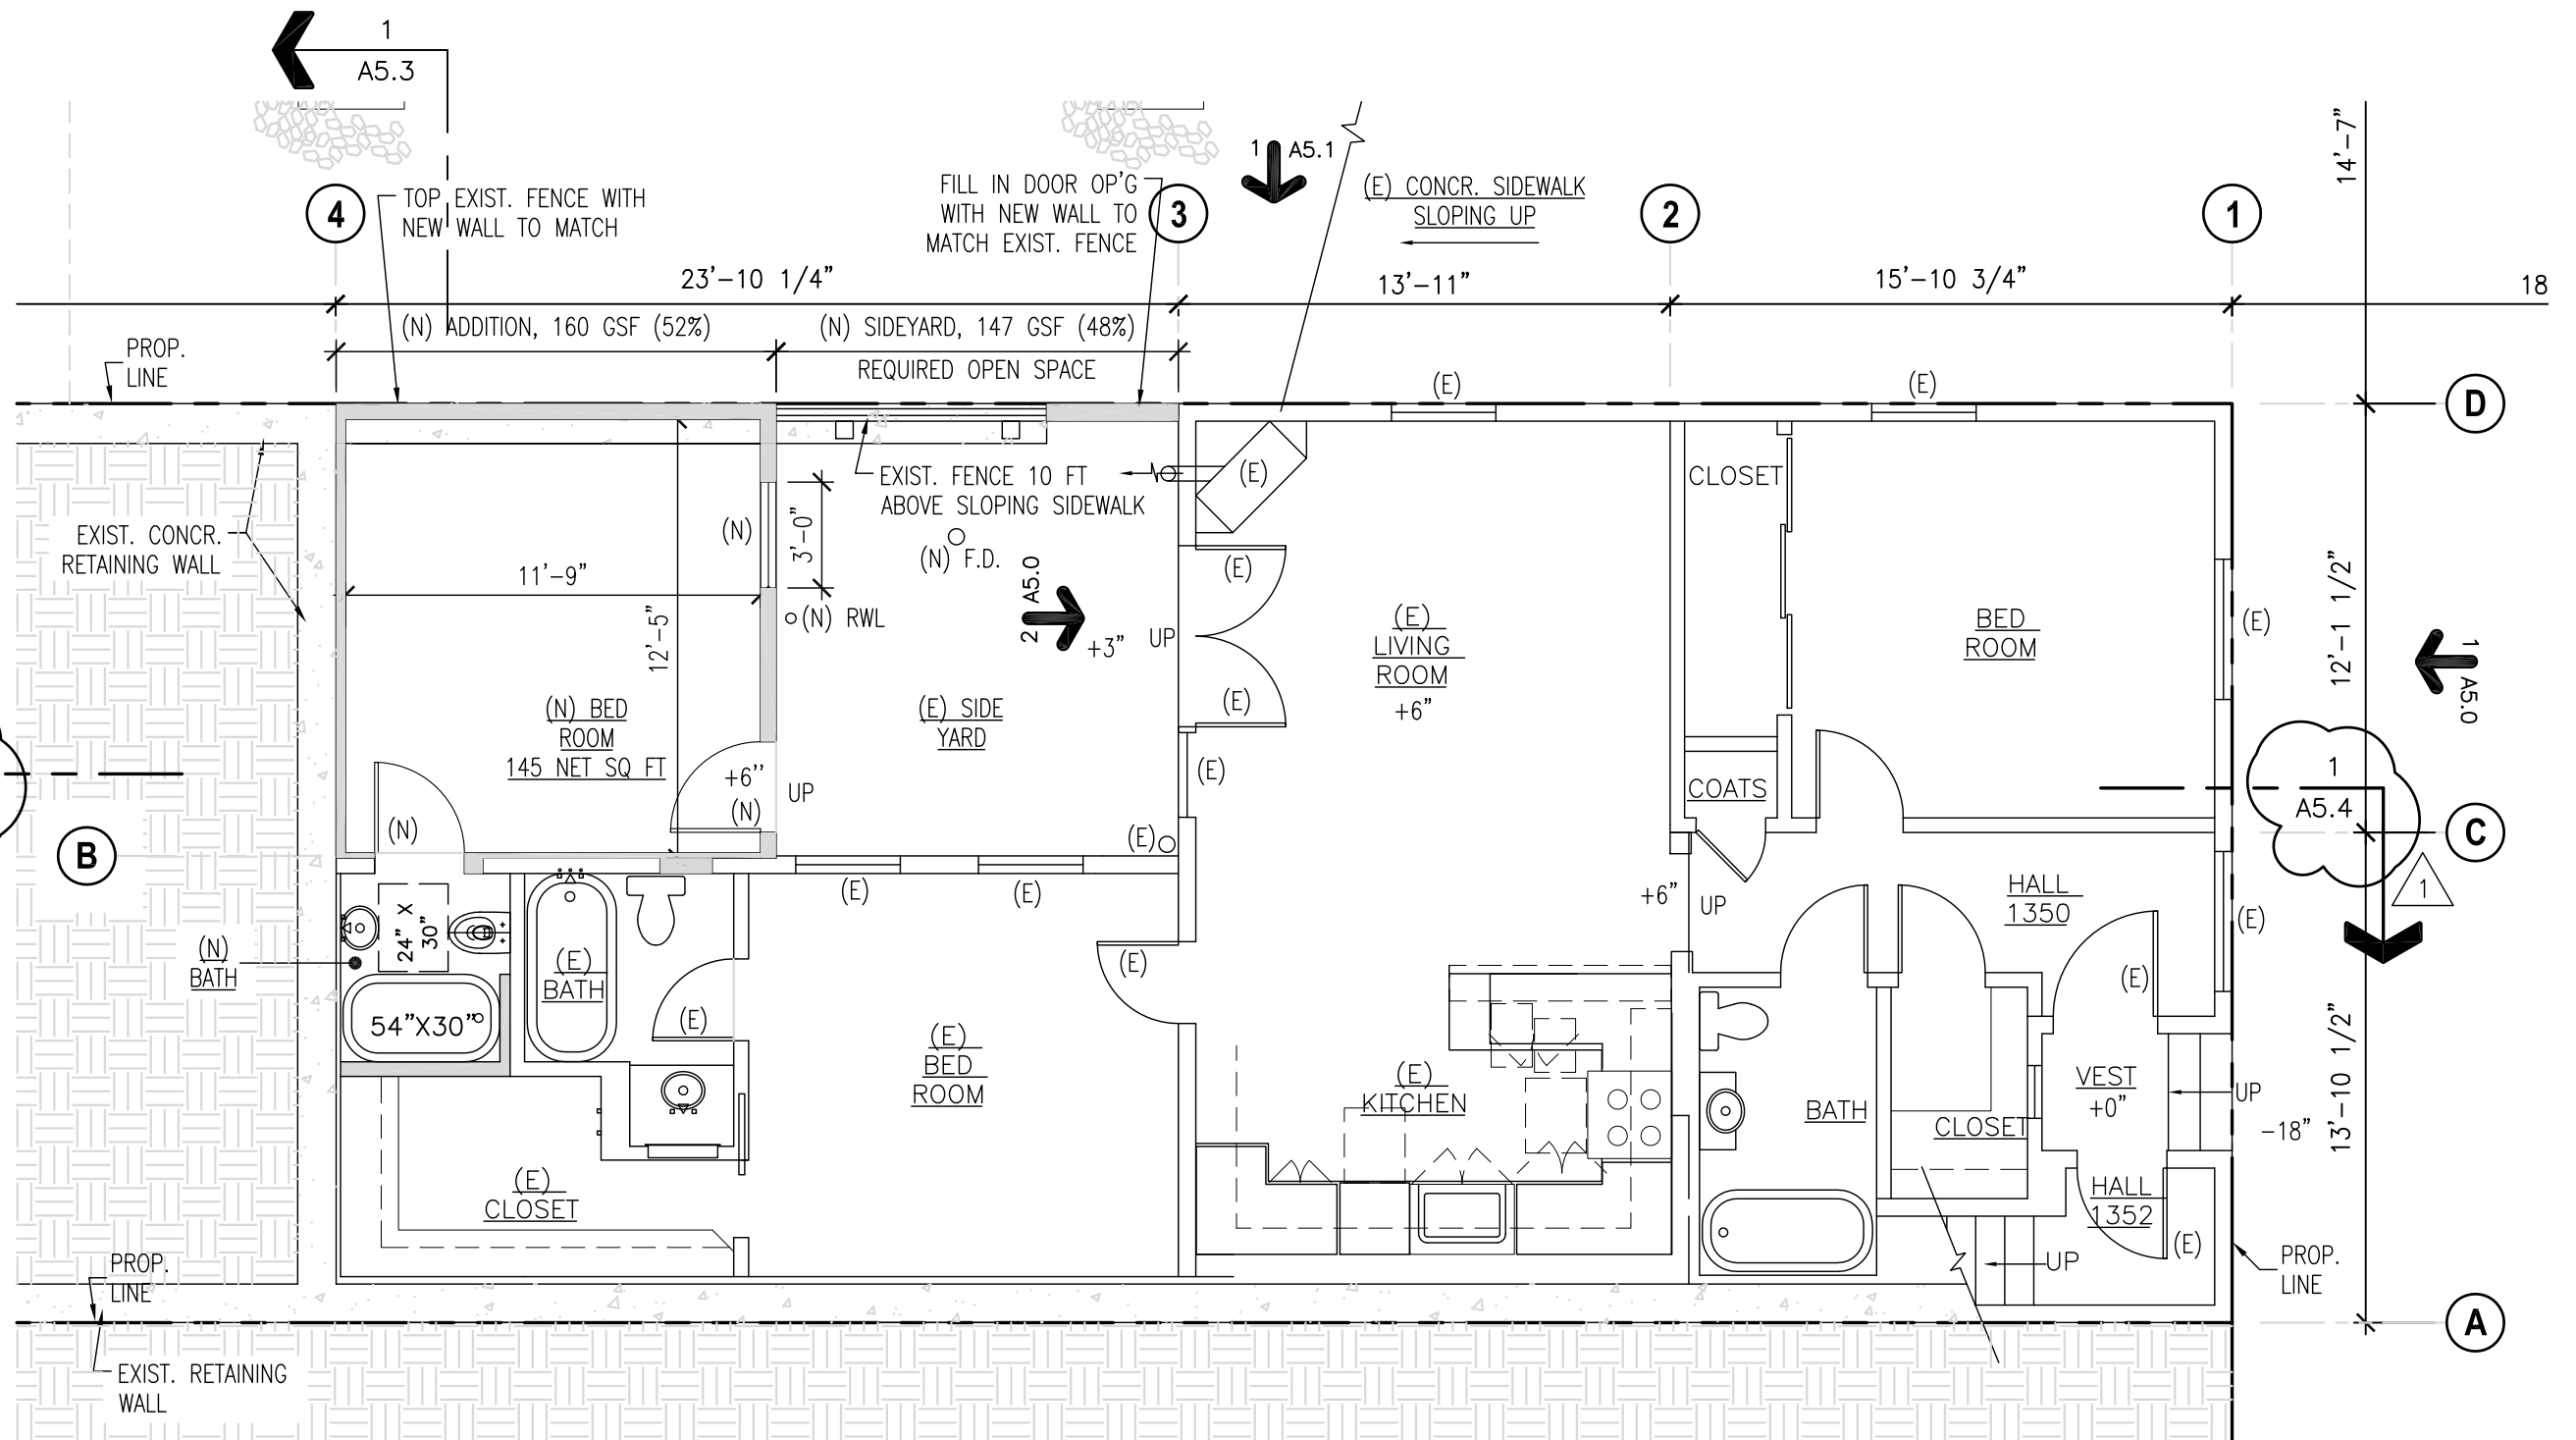 1
A5.3
TOP EXIST. FENCE WITH
NEW WALL TO MATCH
FILL IN DOOR OP'G
WITH NEW WALL TO
MATCH EXIST. FENCE
1
A5.1
(E) CONCR. SIDEWALK
SLOPING UP
14'-7"
4
3
2
1
23'-10 1/4"
13'-11"
15'-10 3/4"
18
(N) ADDITION, 160 GSF (52%)
(N) SIDEYARD, 147 GSF (48%)
REQUIRED OPEN SPACE
PROP.
LINE
(E)
(E)
D
EXIST. FENCE 10 FT
ABOVE SLOPING SIDEWALK
(E)
CLOSET
EXIST. CONCR.
RETAINING WALL
(N)
3'-0"
(N) F.D.
11'-9"
12'-5"
(N) RWL
2
A5.0
+3"
UP
(E)
(E)
(E)
LIVING
ROOM
+6"
BED
ROOM
(E)
12'-1 1/2"
1
A5.0
(N) BED
ROOM
145 NET SQ FT
(E) SIDE
YARD
+6"
UP
(N)
(N)
(E)
(E)
COATS
1
A5.4
C
1
B
(E)
(E)
+6"
UP
HALL
1350
(E)
24" X
30"
(N)
BATH
(E)
BATH
(E)
(E)
(E)
54"X30"
(E)
BED
ROOM
(E)
KITCHEN
BATH
CLOSET
VEST
+0"
UP
-18"
13'-10 1/2"
(E)
CLOSET
HALL
1352
(E)
UP
PROP.
LINE
PROP.
LINE
A
EXIST. RETAINING
WALL